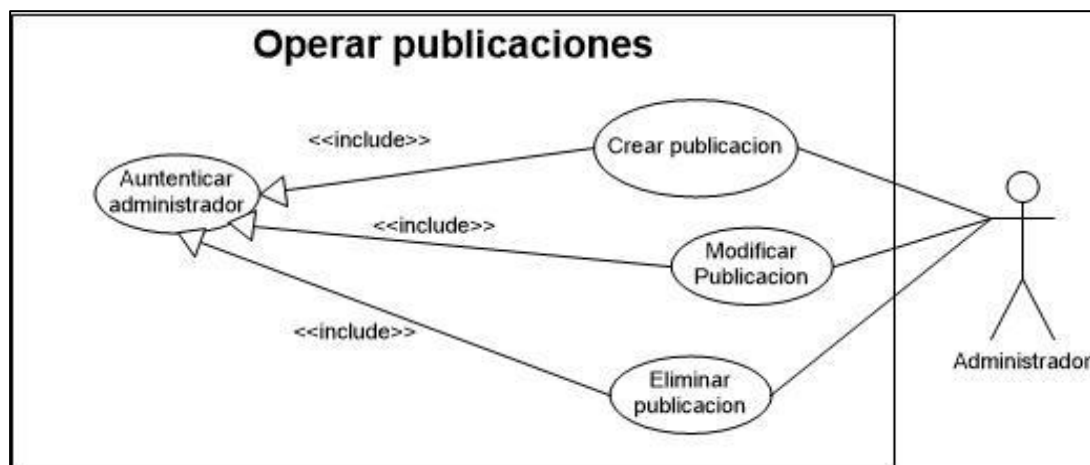 Operar publicaciones
<<include>>
Crear publicacion
Auntenticar
administrador
<<include>>
Modificar
Publicacion
<<include>>
Eliminar
publicacion
Administrador